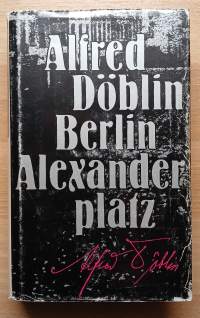 Alfred
Döblin
Berlin
Alexander
platz
Alfred Döblin